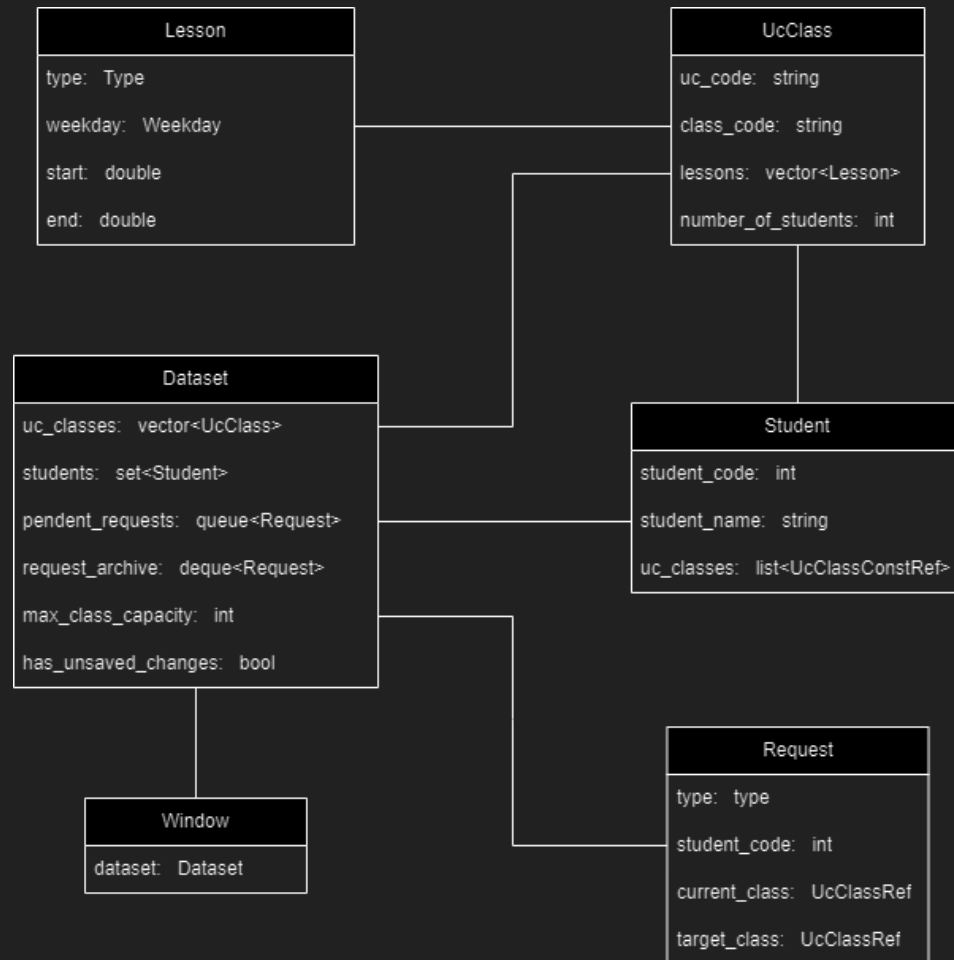 Lesson
type: Type
weekday: Weekday
start: double
end: double
UcClass
uc_code: string
class_code: string
lessons: vector<Lesson>
number_of_students: int
Dataset
uc_classes: vector<UcClass>
students: set<Student>
pendent_requests: queue<Request>
request_archive: deque<Request>
max_class_capacity: int
has_unsaved_changes: bool
Student
student_code: int
student_name: string
uc_classes: list<UcClassConstRef>
Window
dataset: Dataset
Request
type: type
student_code: int
current_class: UcClassRef
target_class: UcClassRef